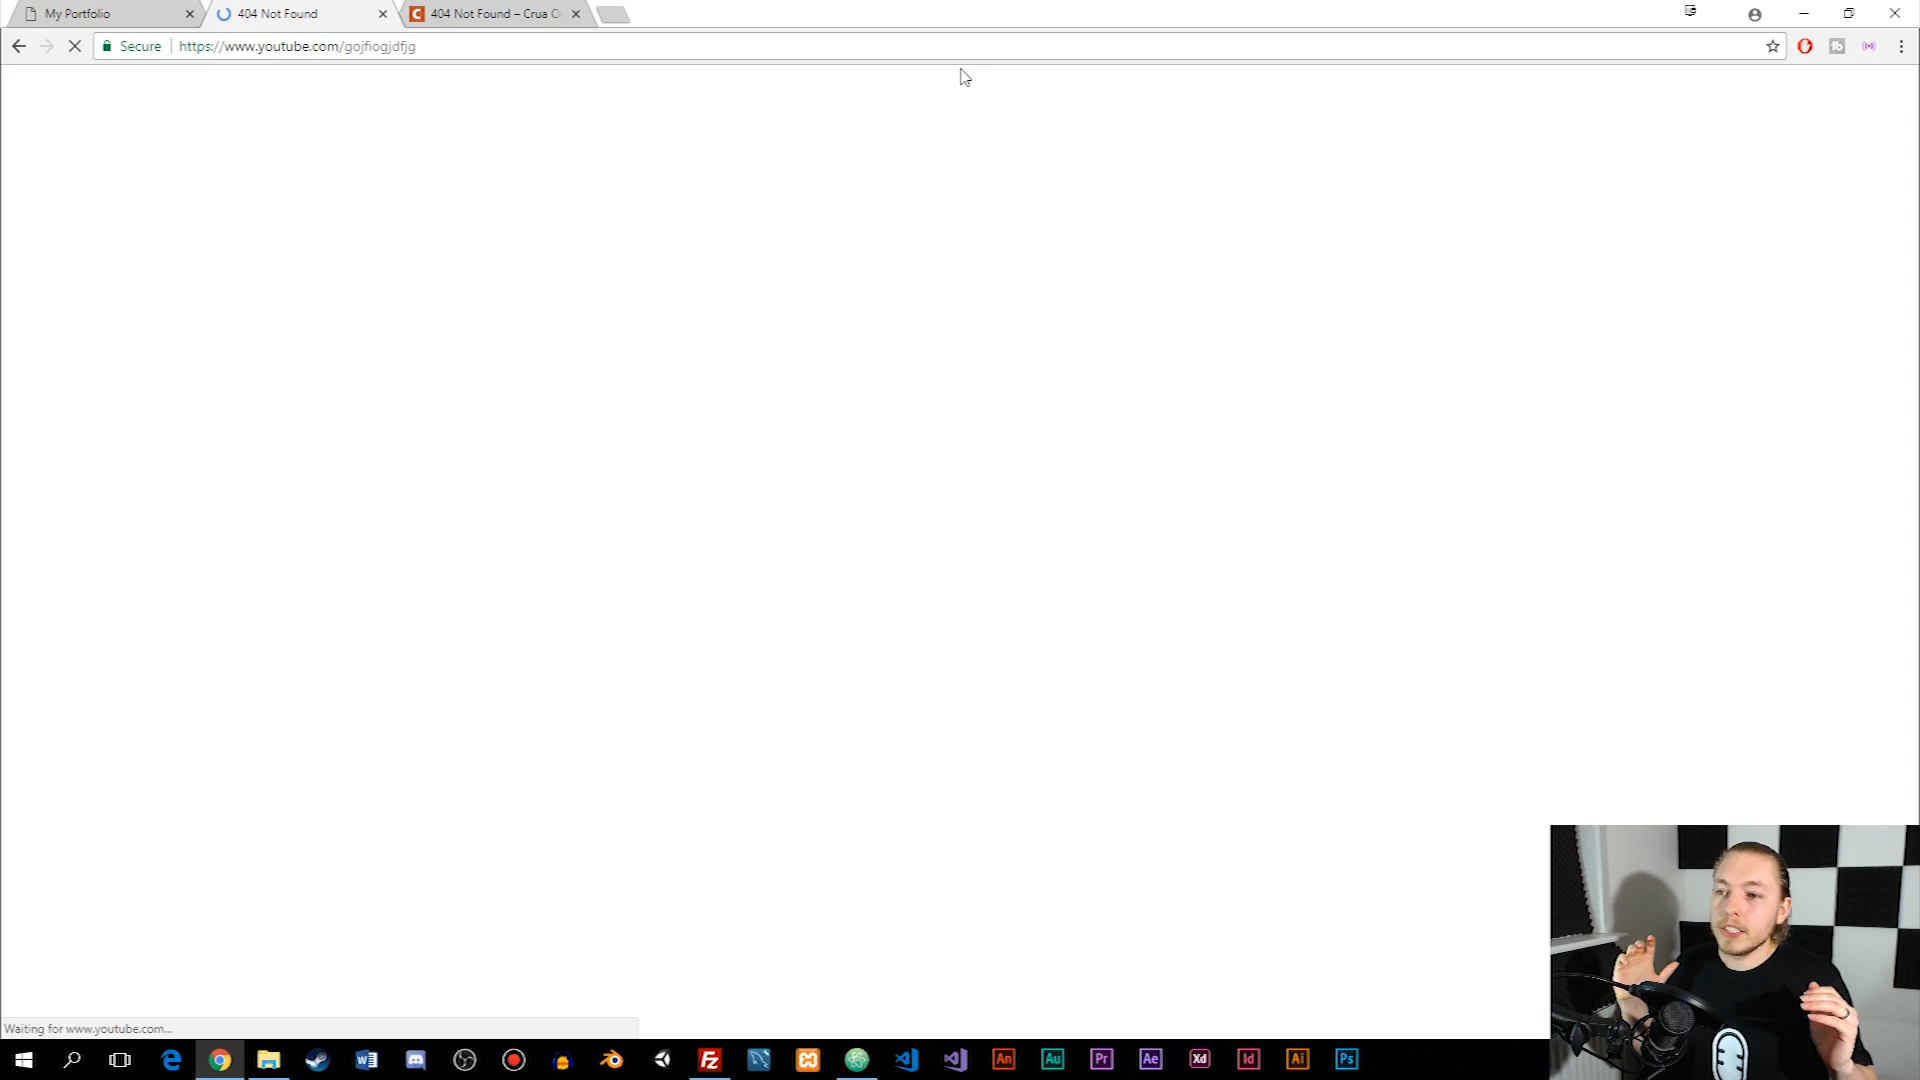 My Portfolio
404 Not Found
404 Not Found – Crua O
Secure
https://www.youtube.com/gojfiogjdfjg
Waiting for www.youtube.com...
An
Au
Pr
Ae
Xd
Id
Ai
Ps